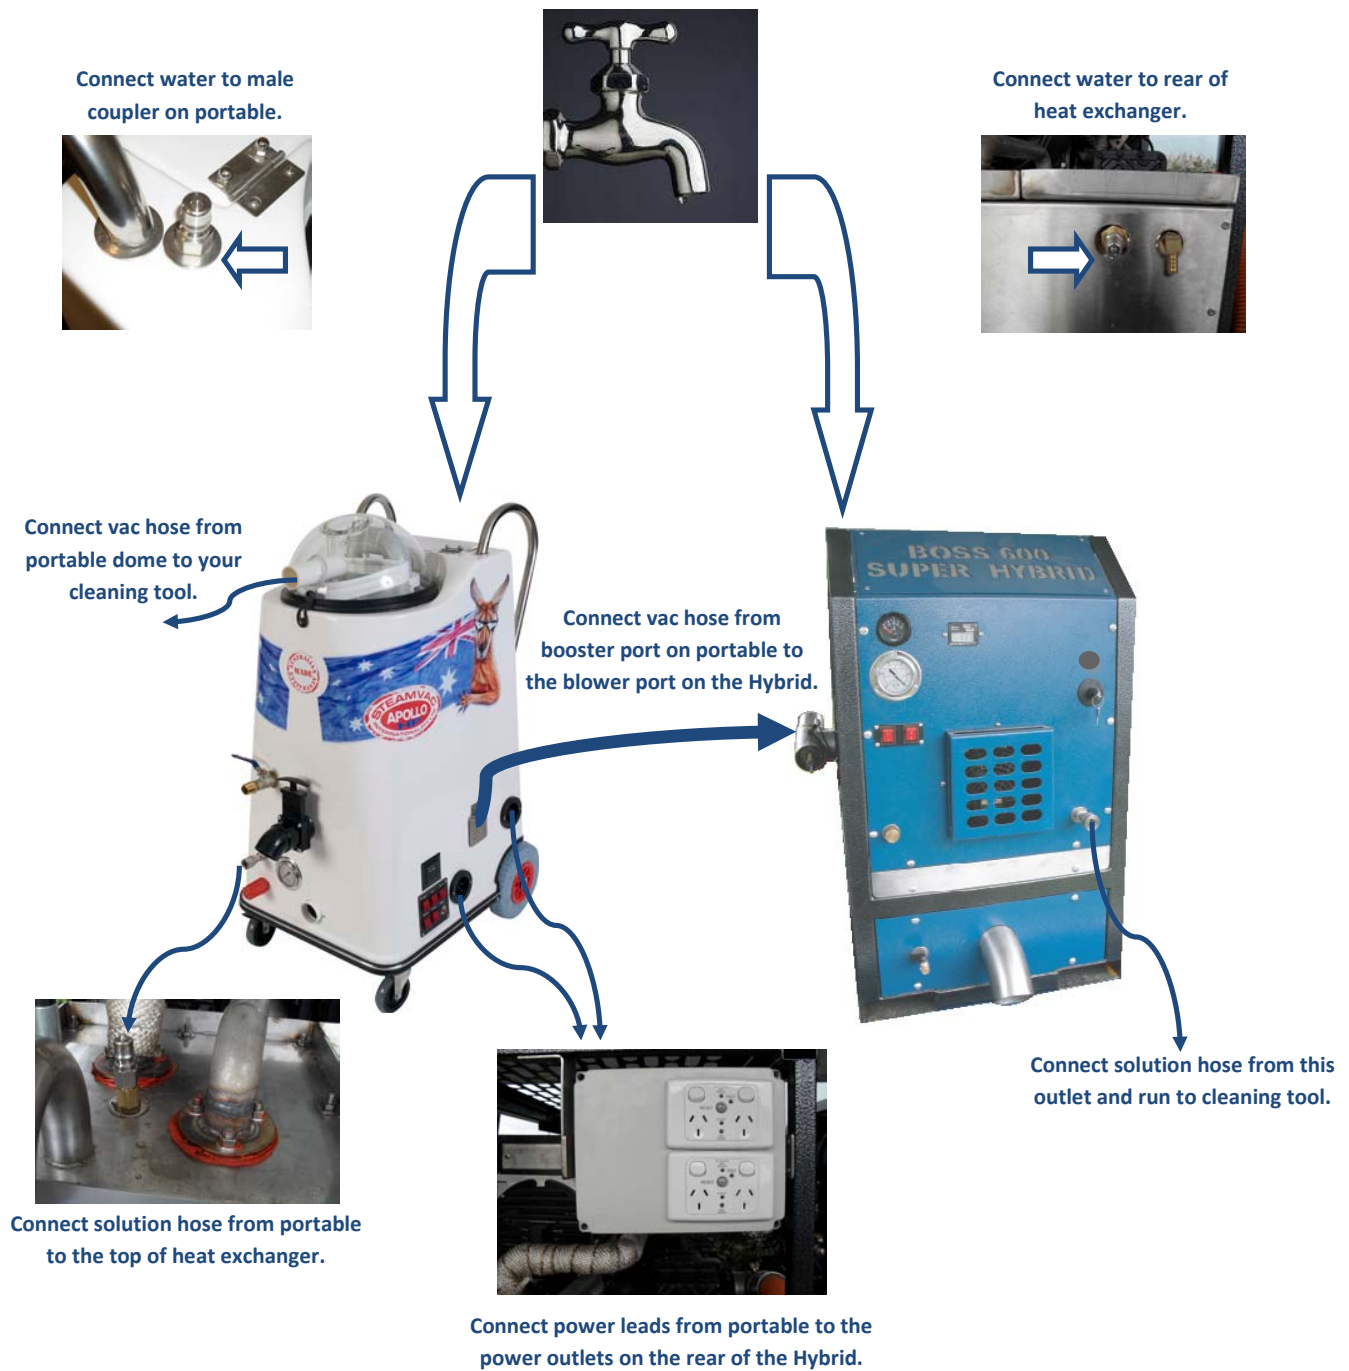 Connect water to male
coupler on portable.
Connect water to rear of
heat exchanger.
Connect vac hose from
portable dome to your
cleaning tool.
BOSS 600
SUPER HYBRID
Connect vac hose from
booster port on portable to
the blower port on the Hybrid.
AUSTRALIAN
MADE
STEAMVAC
APOLLO
INTERNATIONAL
Connect solution hose from this
outlet and run to cleaning tool.
Connect solution hose from portable
to the top of heat exchanger.
Connect power leads from portable to the
power outlets on the rear of the Hybrid.